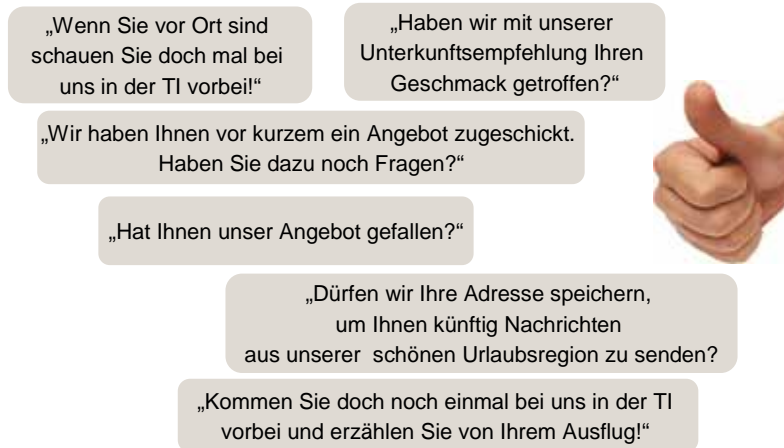 „Wenn Sie vor Ort sind
schauen Sie doch mal bei
uns in der TI vorbei!“
„Haben wir mit unserer
Unterkunftsempfehlung Ihren
Geschmack getroffen?“
„Wir haben Ihnen vor kurzem ein Angebot zugeschickt.
Haben Sie dazu noch Fragen?“
„Hat Ihnen unser Angebot gefallen?“
„Dürfen wir Ihre Adresse speichern,
um Ihnen künftig Nachrichten
aus unserer schönen Urlaubsregion zu senden?
„Kommen Sie doch noch einmal bei uns in der TI
vorbei und erzählen Sie von Ihrem Ausflug!“